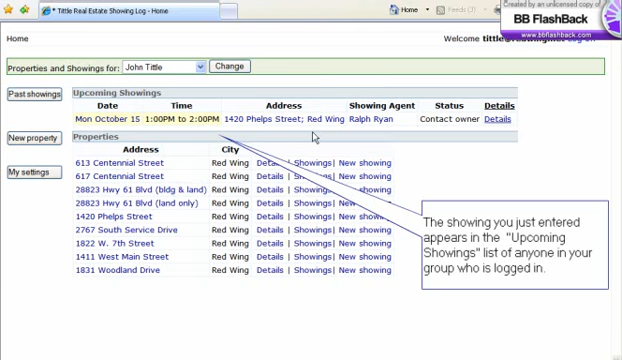 Created by an unlicensed copy of
BB FlashBack
www.bbflashback.com
* Tittle Real Estate Showing Log - Home
Home
Feeds (J)
Home
Welcome
Properties and Showings for: John Tittle Change
Past showings
New property
My settings
Upcoming Showings
Date Time Address Showing Agent Status Details
Mon October 15 1:00PM to 2:00PM 1420 Phelps Street; Red Wing Ralph Ryan Contact owner Details
Properties
Address City
613 Centennial Street Red Wing Details | Showings| New showing
617 Centennial Street Red Wing Details | Showings| New showing
28823 Hwy 61 Blvd (bldg & land) Red Wing Details | Showings| New showing
28823 Hwy 61 Blvd (land only) Red Wing Details | Showings| New showing
1420 Phelps Street Red Wing Details | Showings| New show
2767 South Service Drive Red Wing Details | Showings| New showing
1822 W. 7th Street Red Wing Details | Showings| New showing
1411 West Main Street Red Wing Details | Showings| New showing
1831 Woodland Drive Red Wing Details | Showings| New showing
The showing you just entered
appears in the "Upcoming
Showings" list of anyone in your
group who is logged in.